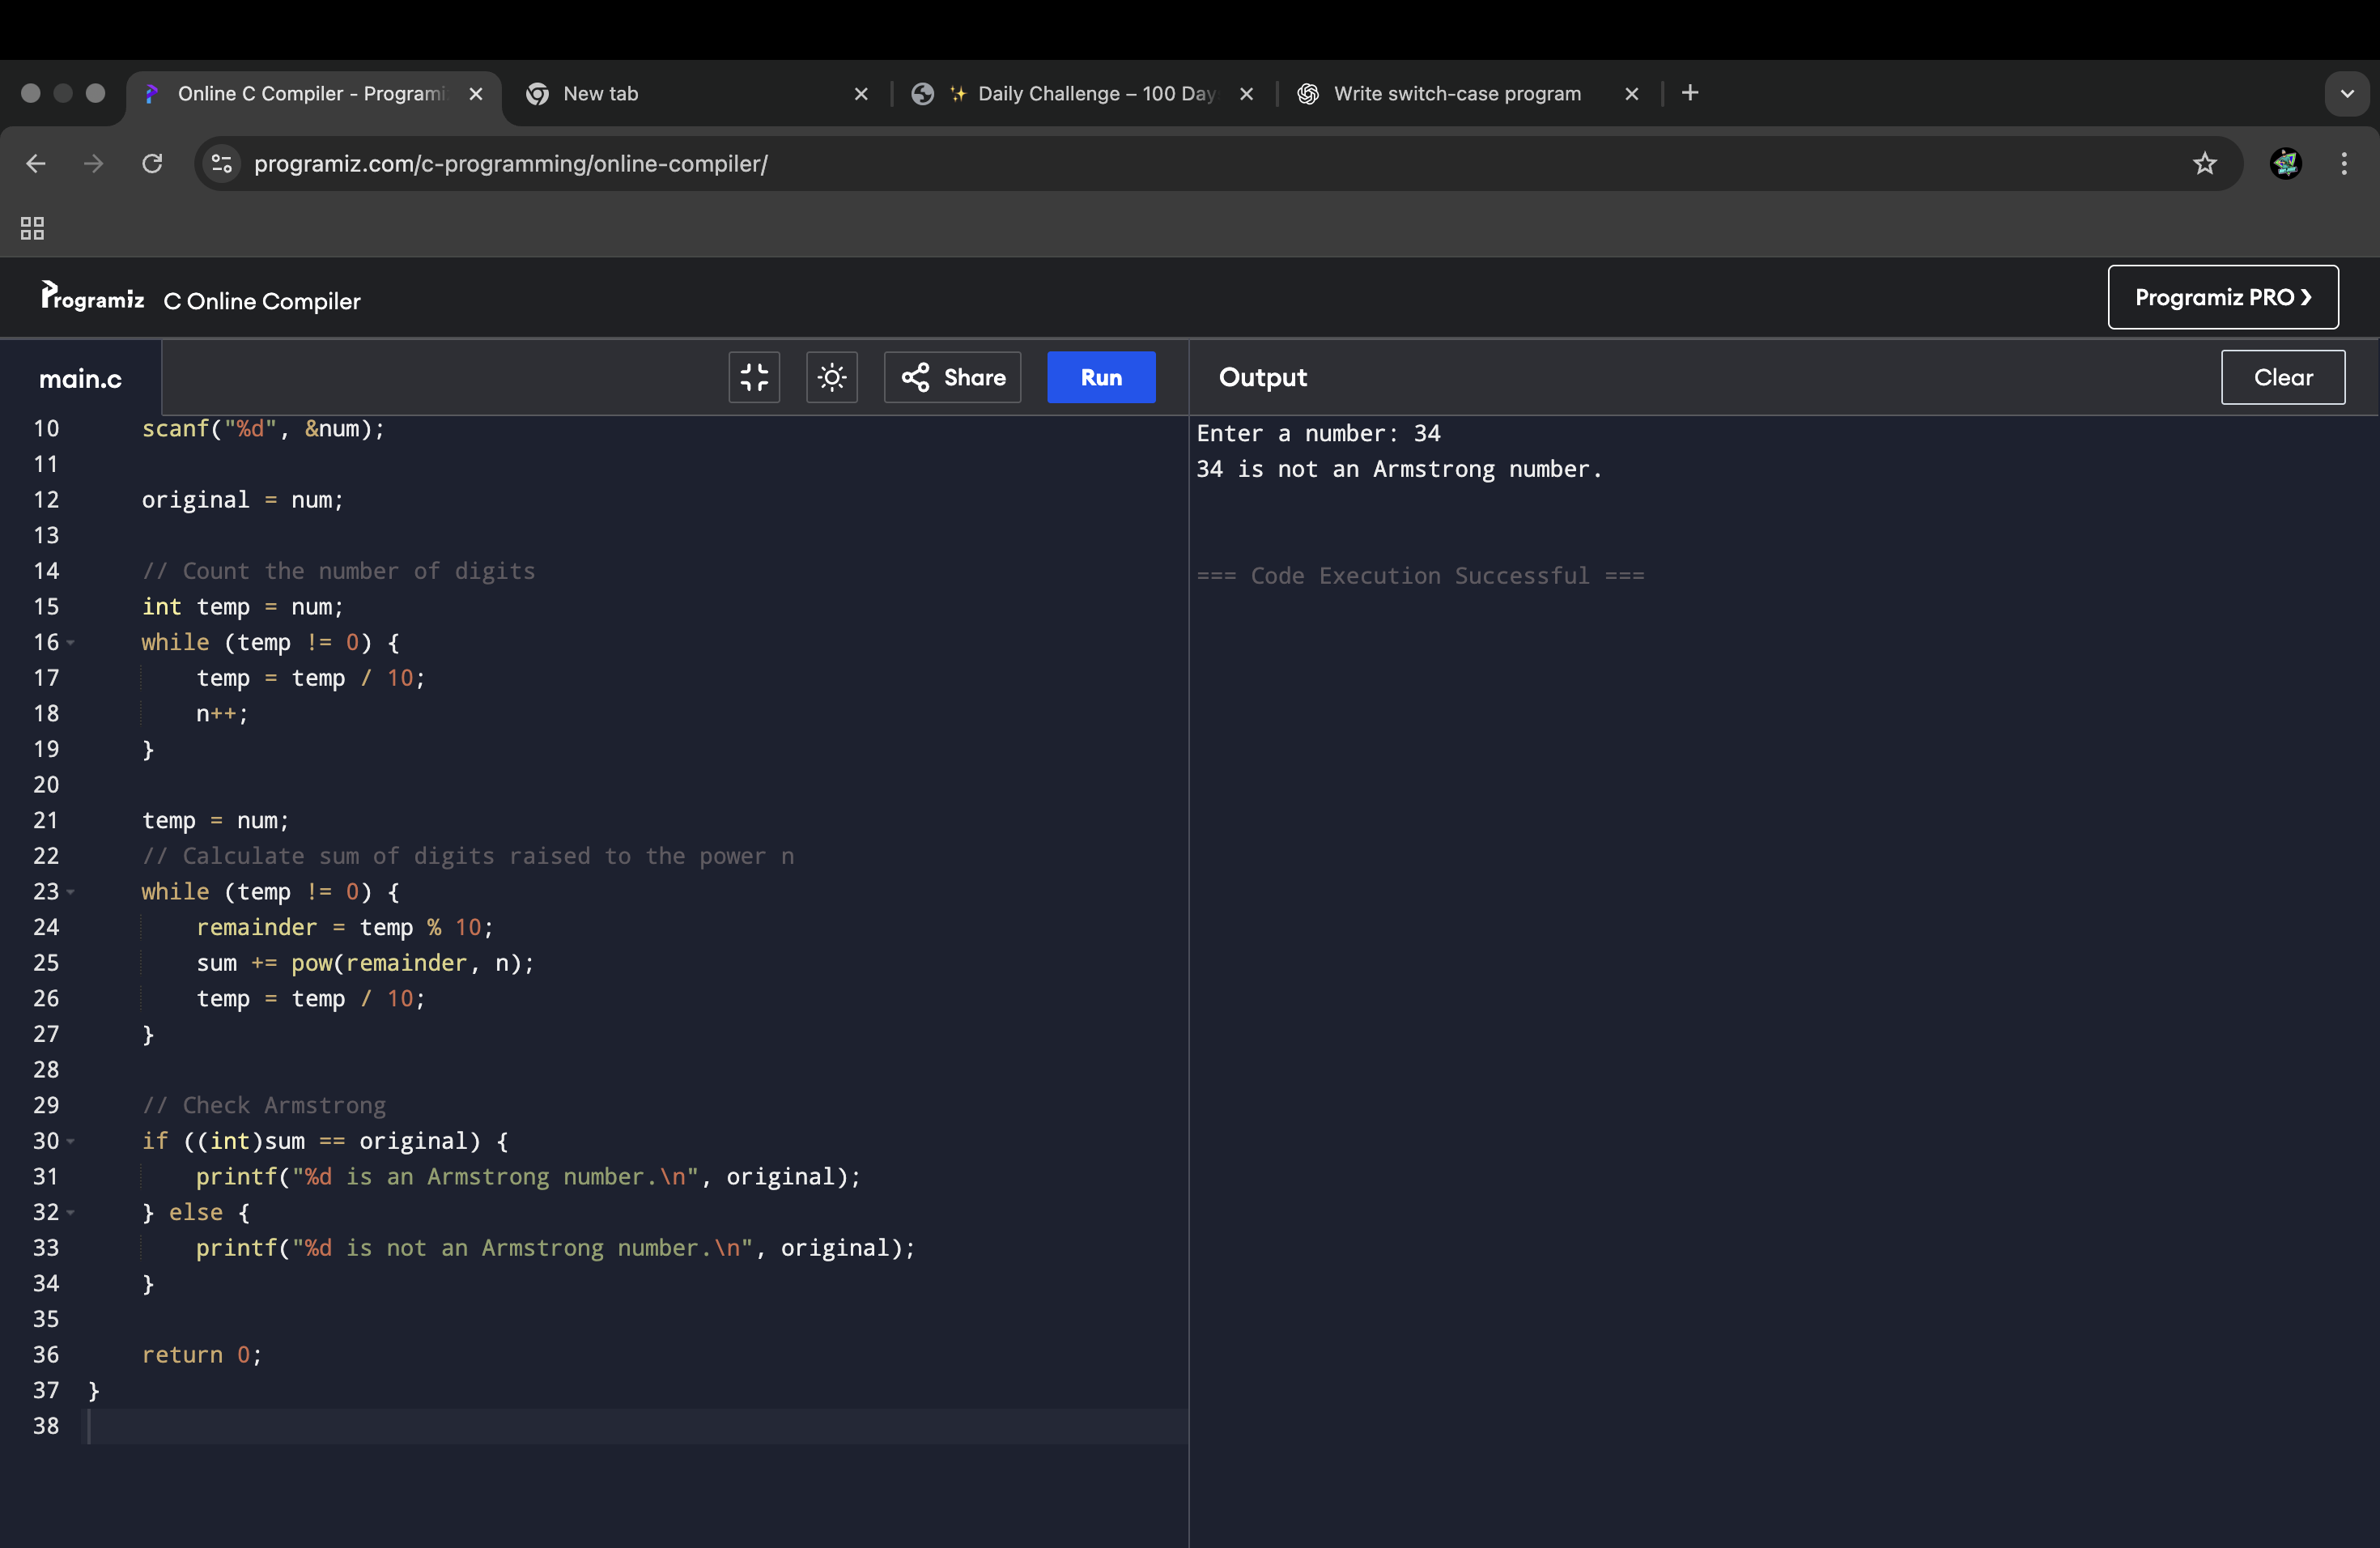 Online C Compiler - Programi
New tab
✨ Daily Challenge – 100 Day
Write switch-case program
programiz.com/c-programming/online-compiler/
Programiz C Online Compiler
Programiz PRO ❯
main.c
Share
Run
Output
Clear
10 scanf("%d", &num);
11
12 original = num;
13
14 // Count the number of digits
15 int temp = num;
16 while (temp != 0) {
17 temp = temp / 10;
18 n++;
19 }
20
21 temp = num;
22 // Calculate sum of digits raised to the power n
23 while (temp != 0) {
24 remainder = temp % 10;
25 sum += pow(remainder, n);
26 temp = temp / 10;
27 }
28
29 // Check Armstrong
30 if ((int)sum == original) {
31 printf("%d is an Armstrong number.\n", original);
32 } else {
33 printf("%d is not an Armstrong number.\n", original);
34 }
35
36 return 0;
37 }
38
Enter a number: 34
34 is not an Armstrong number.
=== Code Execution Successful ===